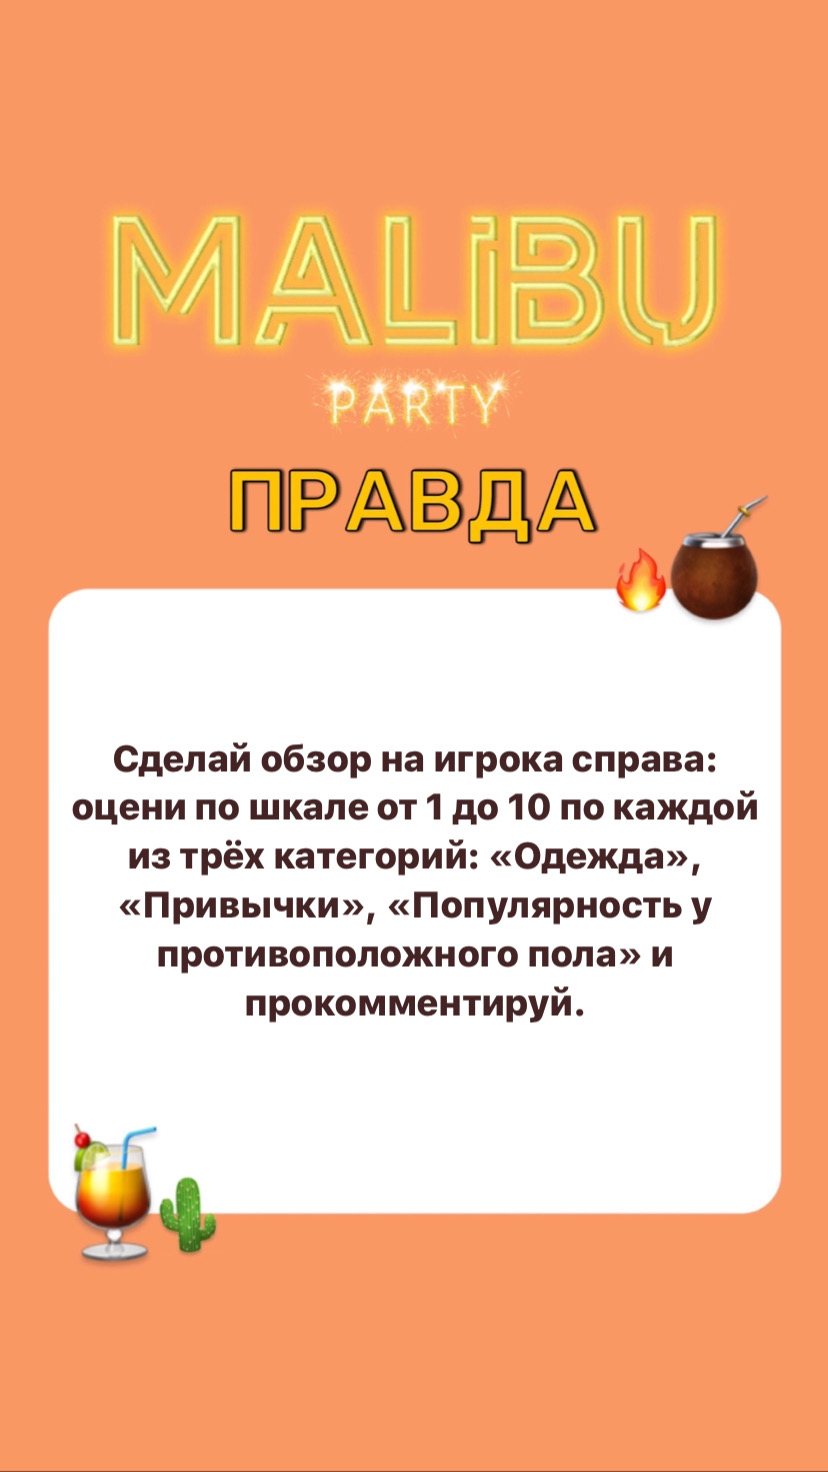 MALiBU
PARTY
ПРАВДА
Сделай обзор на игрока справа:
оцени по шкале от 1 до 10 по каждой
из трёх категорий: «Одежда»,
«Привычки», «Популярность у
противоположного пола» и
прокомментируй.